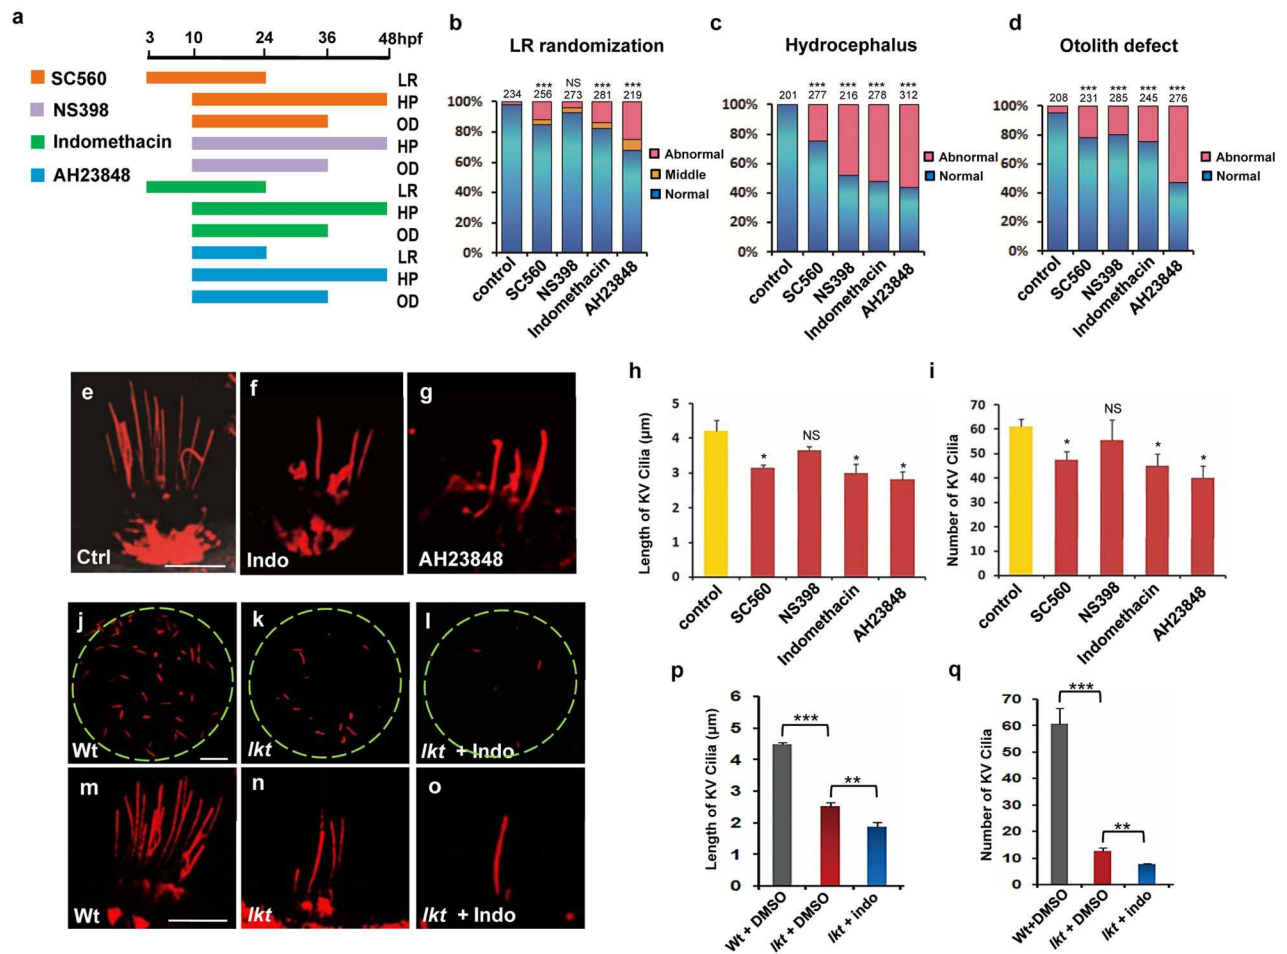 a
3 10 24 36 48hpf
SC560
NS398
Indomethacin
AH23848
LR
HP
OD
HP
OD
LR
HP
OD
LR
HP
OD
b
LR randomization
NS
*** *** ***
234 256 273 281 219
100%
80%
60%
40%
20%
0%
Abnormal
Middle
Normal
control
SC560
NS398
Indomethacin
AH23848
c
Hydrocephalus
*** *** *** ***
201 277 216 278 312
100%
80%
60%
40%
20%
0%
Abnormal
Normal
control
SC560
NS398
Indomethacin
AH23848
d
Otolith defect
*** *** *** ***
208 231 285 245 276
100%
80%
60%
40%
20%
0%
Abnormal
Normal
control
SC560
NS398
Indomethacin
AH23848
e
Ctrl
f
Indo
g
AH23848
h
Length of KV Cilia (µm)
5
4
3
2
1
0
*
NS
*
*
control
SC560
NS398
Indomethacin
AH23848
i
Number of KV Cilia
70
60
50
40
30
20
10
0
*
NS
*
*
control
SC560
NS398
Indomethacin
AH23848
j
Wt
k
lkt
l
lkt + Indo
m
Wt
n
lkt
o
lkt + Indo
p
Length of KV Cilia (µm)
6
5
4
3
2
1
0
***
**
Wt + DMSO
lkt + DMSO
lkt + indo
q
Number of KV Cilia
70
60
50
40
30
20
10
0
***
**
Wt+DMSO
lkt + DMSO
lkt + indo